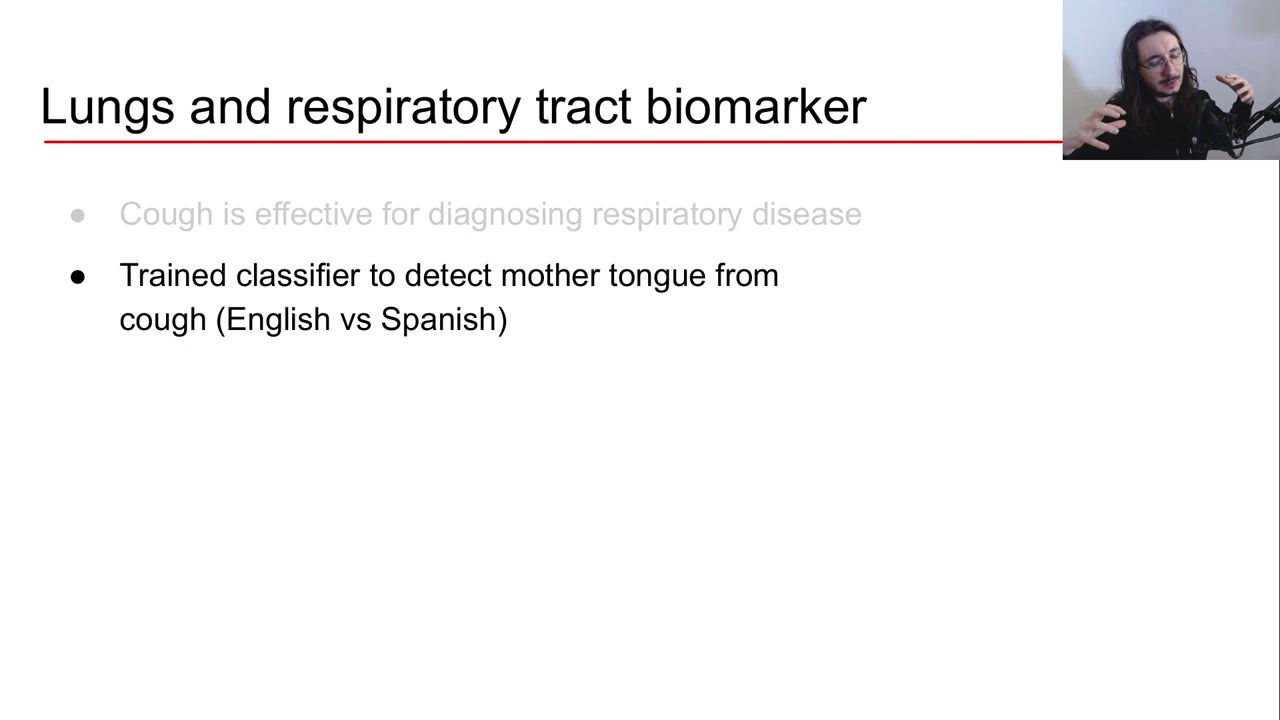 Lungs and respiratory tract biomarker
● Cough is effective for diagnosing respiratory disease
● Trained classifier to detect mother tongue from
cough (English vs Spanish)